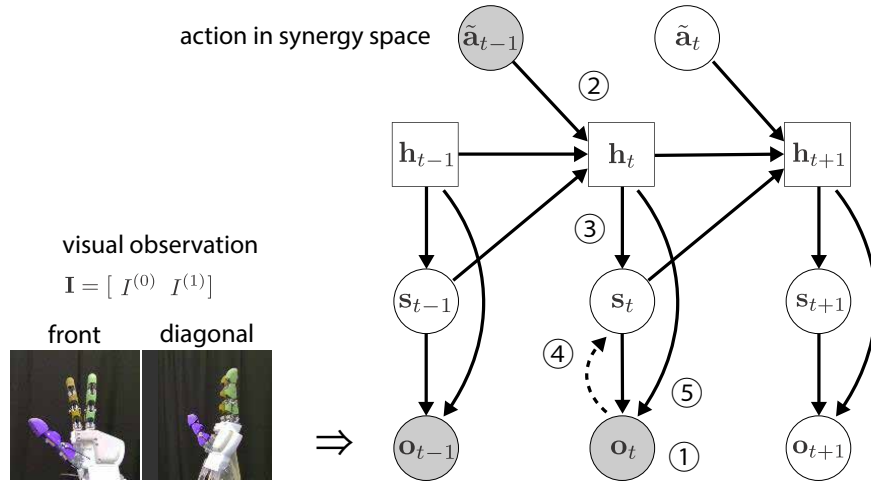 action in synergy space
ã_{t−1}
ã_t
②
h_{t−1}
h_t
h_{t+1}
③
visual observation
I = [ I^{(0)} I^{(1)} ]
s_{t−1}
s_t
s_{t+1}
front
diagonal
④
⑤
⇒
o_{t−1}
o_t
①
o_{t+1}